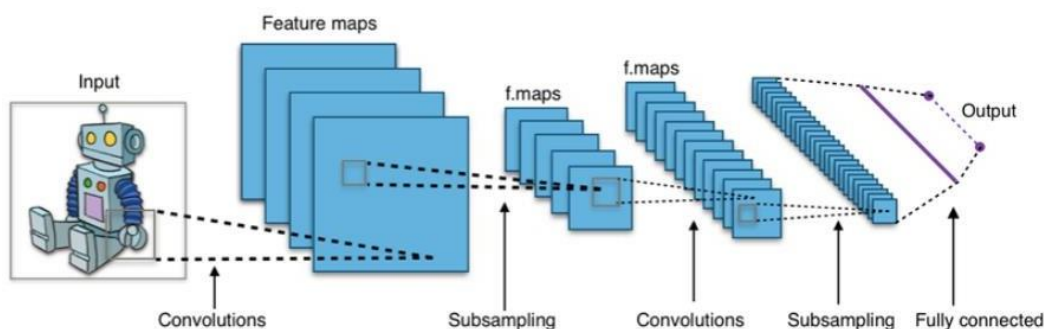 Feature maps
Input
f.maps
f.maps
Output
Convolutions
Subsampling
Convolutions
Subsampling
Fully connected